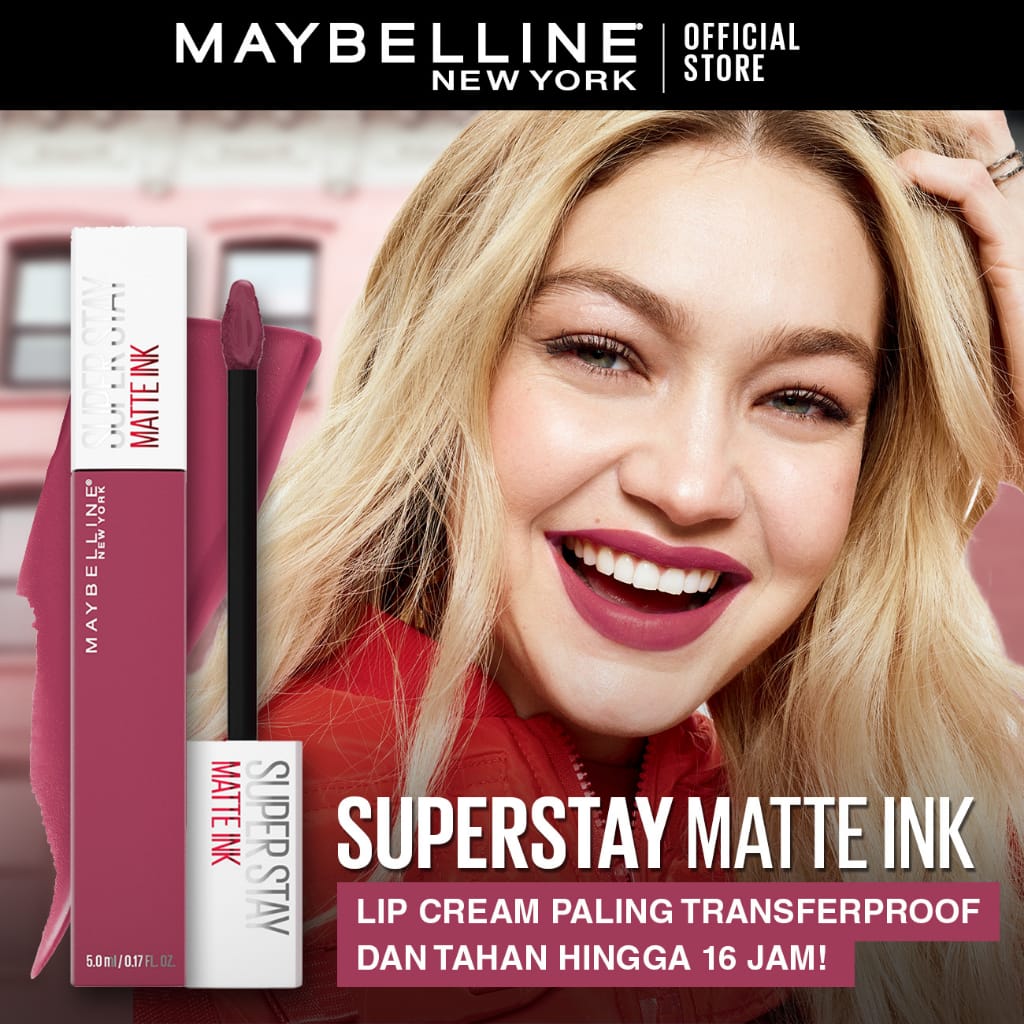 MAYBELLINE
NEW YORK
OFFICIAL
STORE
SUPER STAY
MATTE INK
MAYBELLINE®
NEW YORK
5.0 ml / 0.17 FL. OZ.
SUPER STAY
MATTE INK
SUPERSTAY MATTE INK
LIP CREAM PALING TRANSFERPROOF
DAN TAHAN HINGGA 16 JAM!